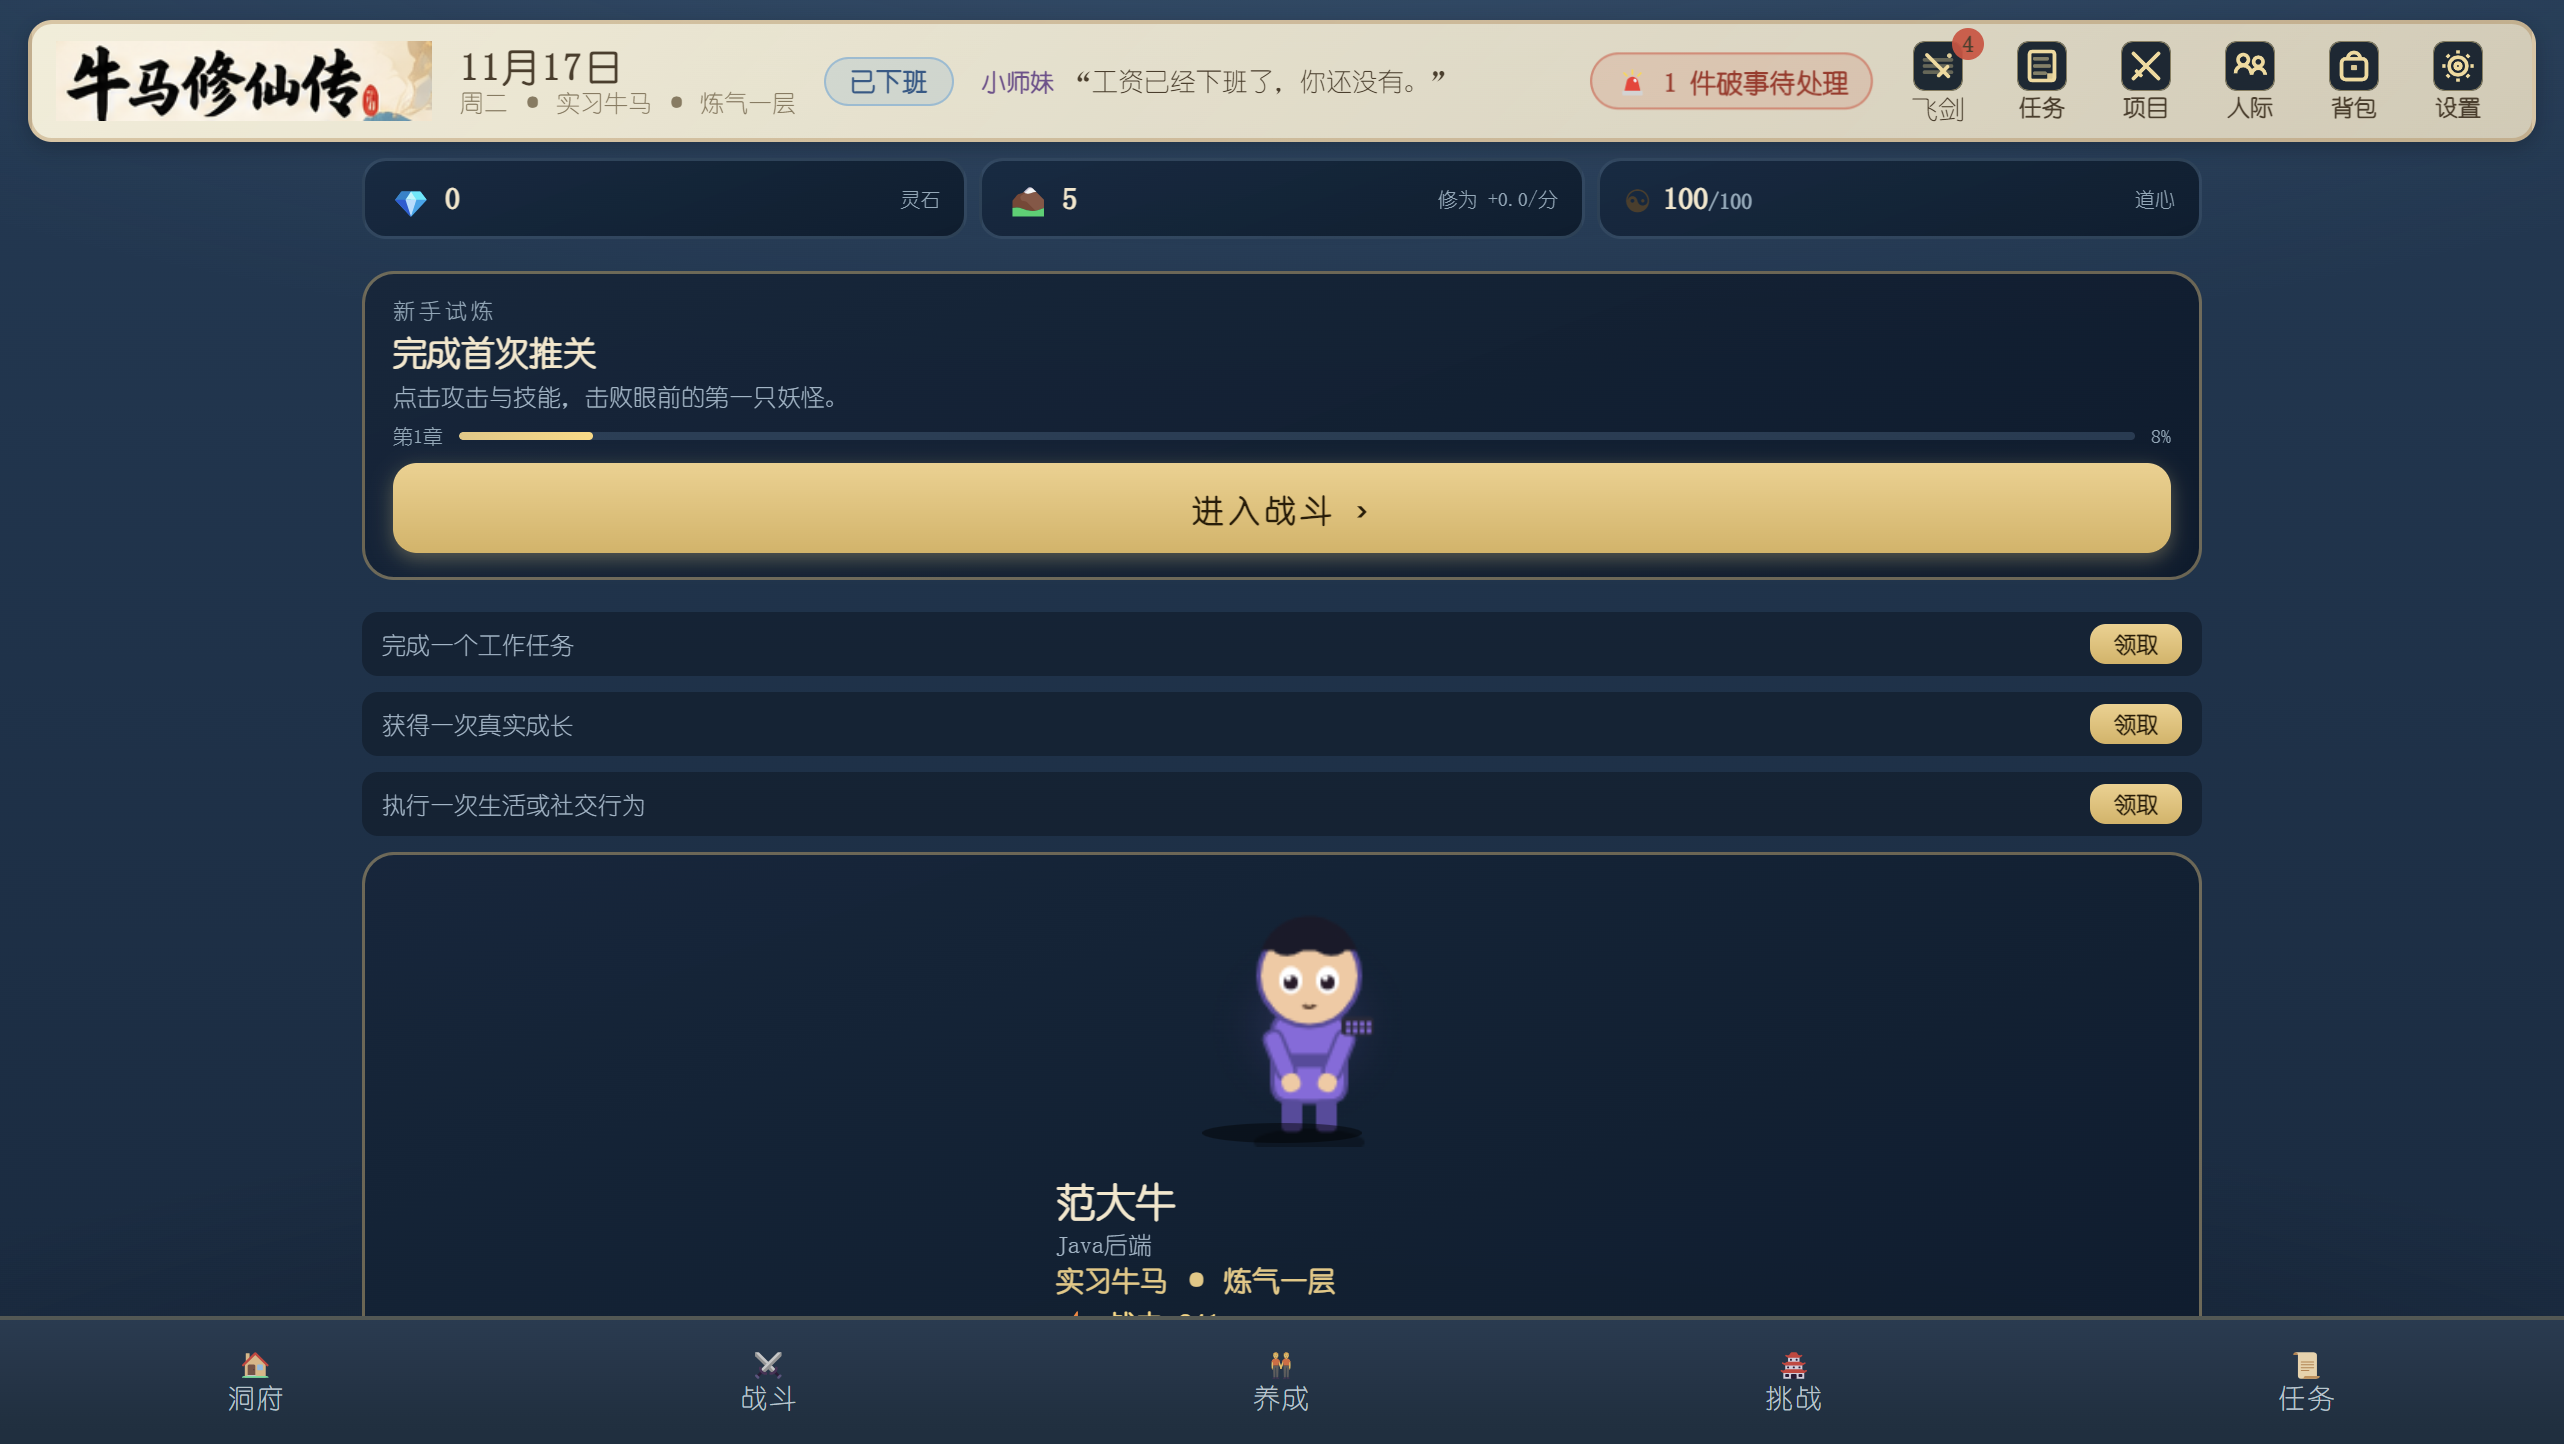 牛马修仙传
11月17日
周二 • 实习牛马 • 炼气一层
已下班
小师妹 “工资已经下班了，你还没有。”
1 件破事待处理
4
飞剑
任务
项目
人际
背包
设置
0
灵石
5
修为 +0.0/分
100/100
道心
新手试炼
完成首次推关
点击攻击与技能，击败眼前的第一只妖怪。
第1章
8%
进入战斗 ›
完成一个工作任务
领取
获得一次真实成长
领取
执行一次生活或社交行为
领取
范大牛
Java后端
实习牛马 • 炼气一层
洞府
战斗
养成
挑战
任务